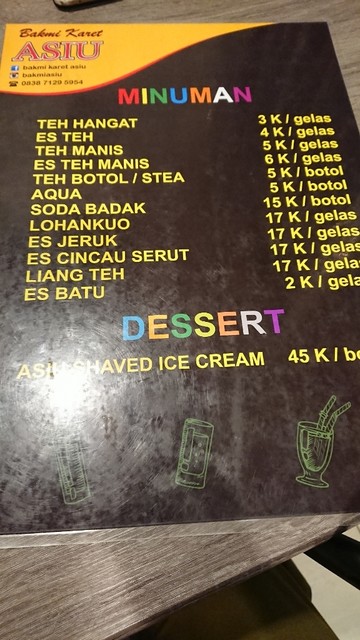 Bakmi Karet
ASIU
bakmi karet asiu
bakmiasiu
0838 7129 5954
MINUMAN
TEH HANGAT 3 K / gelas
ES TEH 4 K / gelas
TEH MANIS 5 K / gelas
ES TEH MANIS 6 K / gelas
TEH BOTOL / STEA 5 K / botol
AQUA 5 K / botol
SODA BADAK 15 K / botol
LOHANKUO 17 K / gelas
ES JERUK 17 K / gelas
ES CINCAU SERUT 17 K / gelas
LIANG TEH 17 K / gelas
ES BATU 2 K / gela
DESSERT
ASIU SHAVED ICE CREAM 45 K / bo